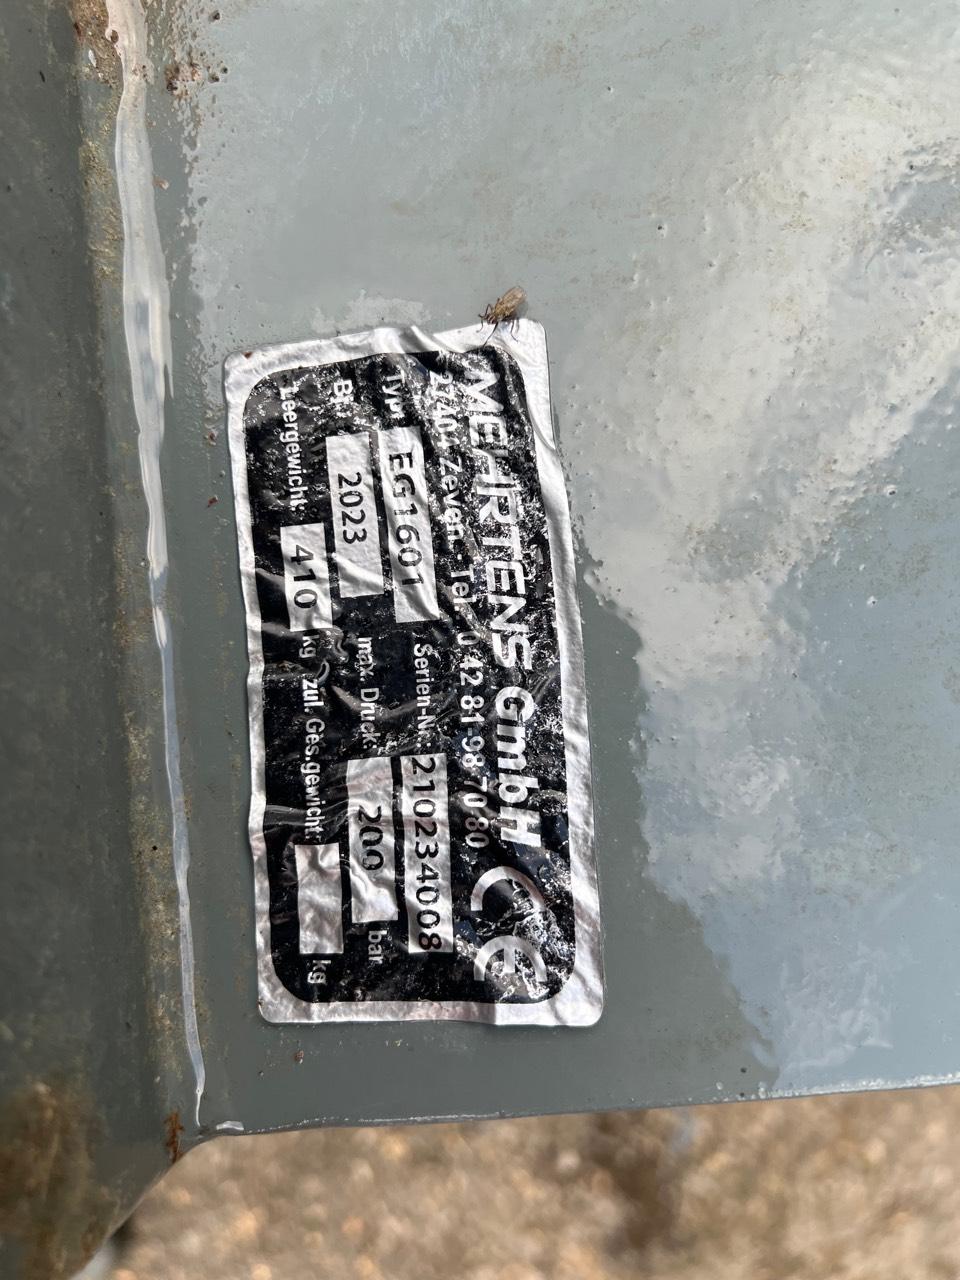 MEHRTENS GmbH CE
27404 Zeven · Tel. 0 42 81-98 70 80
Typ: EG1601 Serien-Nr.: 210234008
Bj.: 2023 max. Druck: 200 bar
Leergewicht: 410 kg zul. Ges.gewicht: kg